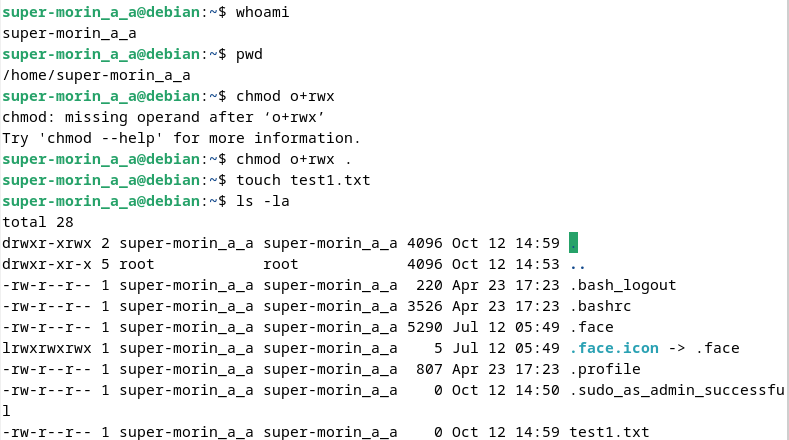 super-morin_a_a@debian:~$ whoami
super-morin_a_a
super-morin_a_a@debian:~$ pwd
/home/super-morin_a_a
super-morin_a_a@debian:~$ chmod o+rwx
chmod: missing operand after ‘o+rwx’
Try 'chmod --help' for more information.
super-morin_a_a@debian:~$ chmod o+rwx .
super-morin_a_a@debian:~$ touch test1.txt
super-morin_a_a@debian:~$ ls -la
total 28
drwxr-xrwx 2 super-morin_a_a super-morin_a_a 4096 Oct 12 14:59 .
drwxr-xr-x 5 root            root            4096 Oct 12 14:53 ..
-rw-r--r-- 1 super-morin_a_a super-morin_a_a  220 Apr 23 17:23 .bash_logout
-rw-r--r-- 1 super-morin_a_a super-morin_a_a 3526 Apr 23 17:23 .bashrc
-rw-r--r-- 1 super-morin_a_a super-morin_a_a 5290 Jul 12 05:49 .face
lrwxrwxrwx 1 super-morin_a_a super-morin_a_a    5 Jul 12 05:49 .face.icon -> .face
-rw-r--r-- 1 super-morin_a_a super-morin_a_a  807 Apr 23 17:23 .profile
-rw-r--r-- 1 super-morin_a_a super-morin_a_a    0 Oct 12 14:50 .sudo_as_admin_successfu
l
-rw-r--r-- 1 super-morin_a_a super-morin_a_a    0 Oct 12 14:59 test1.txt